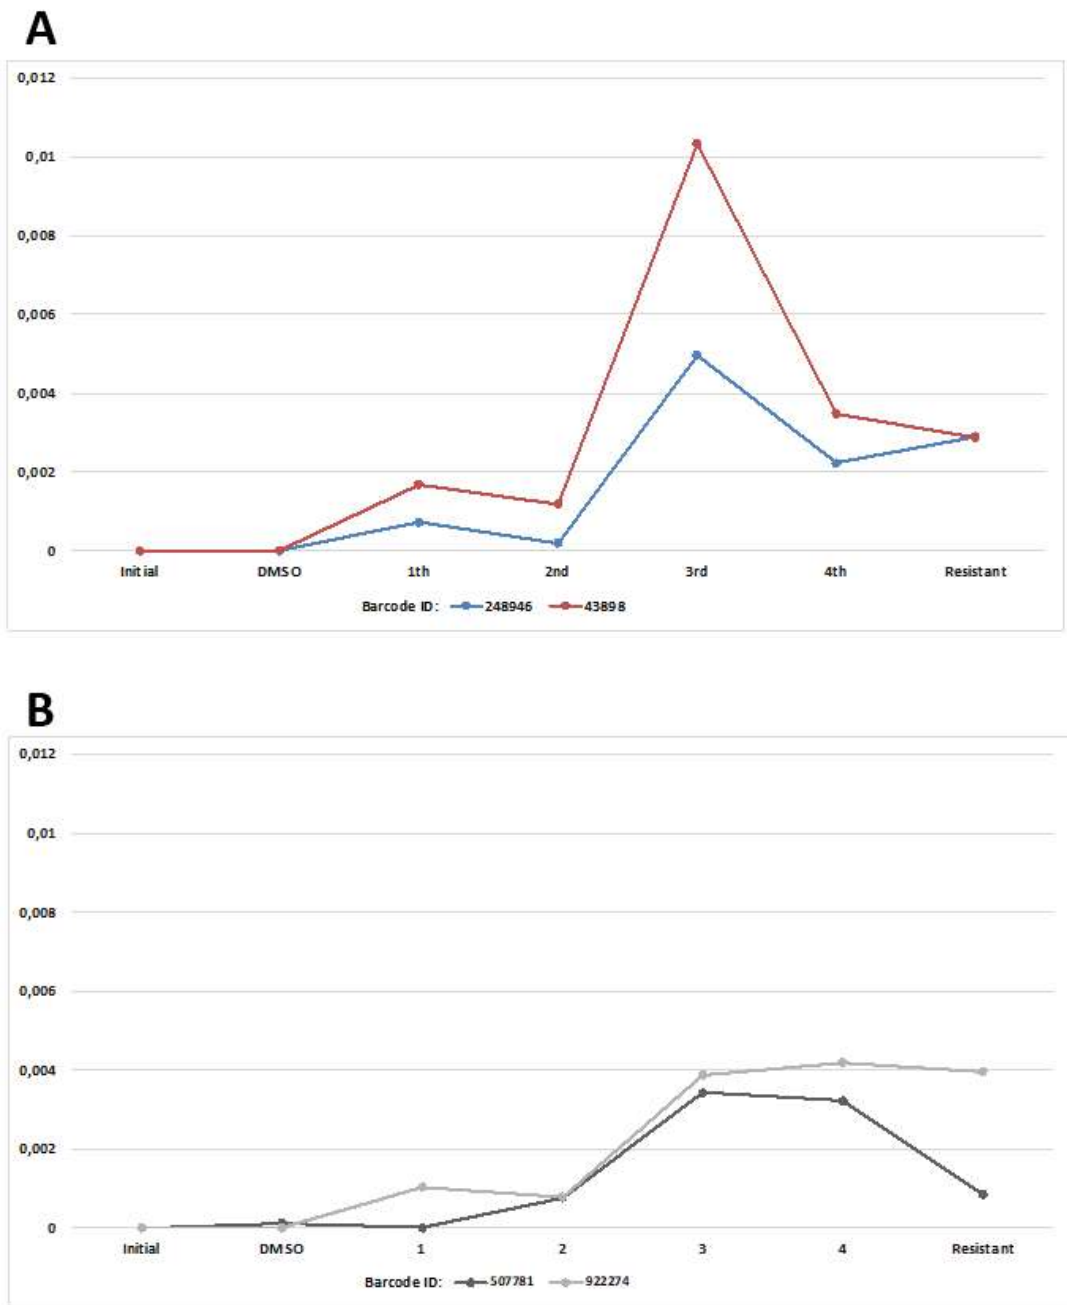 A
0,012
0,01
0,008
0,006
0,004
0,002
0
Initial DMSO 1th 2nd 3rd 4th Resistant
Barcode ID: 248946 43898
B
0,012
0,01
0,008
0,006
0,004
0,002
0
Initial DMSO 1 2 3 4 Resistant
Barcode ID: 507781 922274